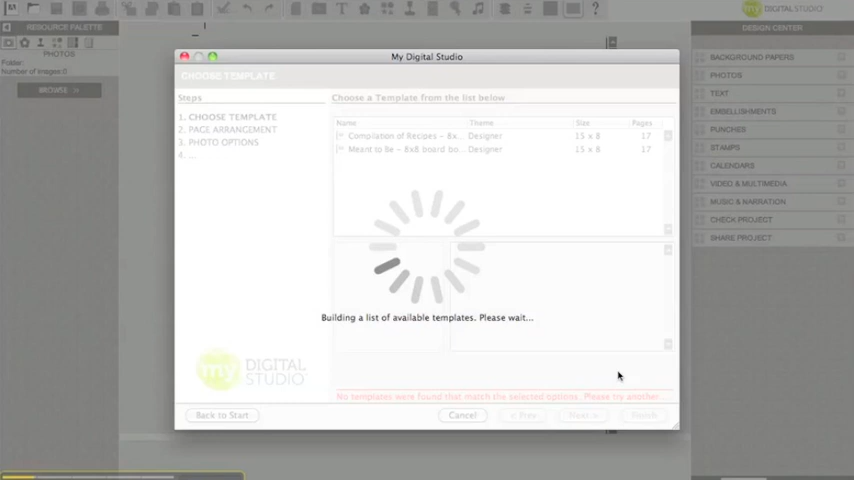 my DIGITAL STUDIO
RESOURCE PALETTE
PHOTOS
Folder:
Number of Images:0
BROWSE >>
My Digital Studio
CHOOSE TEMPLATE
Steps
1. CHOOSE TEMPLATE
2. PAGE ARRANGEMENT
3. PHOTO OPTIONS
4. ...
Choose a Template from the list below
Name Theme Size Pages
Compilation of Recipes – 8x... Designer 15 x 8 17
Meant to Be – 8x8 board bo... Designer 15 x 8 17
Building a list of available templates. Please wait...
my DIGITAL STUDIO
No templates were found that match the selected options. Please try another ...
Back to Start
Cancel
< Prev
Next >
Finish
DESIGN CENTER
BACKGROUND PAPERS
PHOTOS
TEXT
EMBELLISHMENTS
PUNCHES
STAMPS
CALENDARS
VIDEO & MULTIMEDIA
MUSIC & NARRATION
CHECK PROJECT
SHARE PROJECT